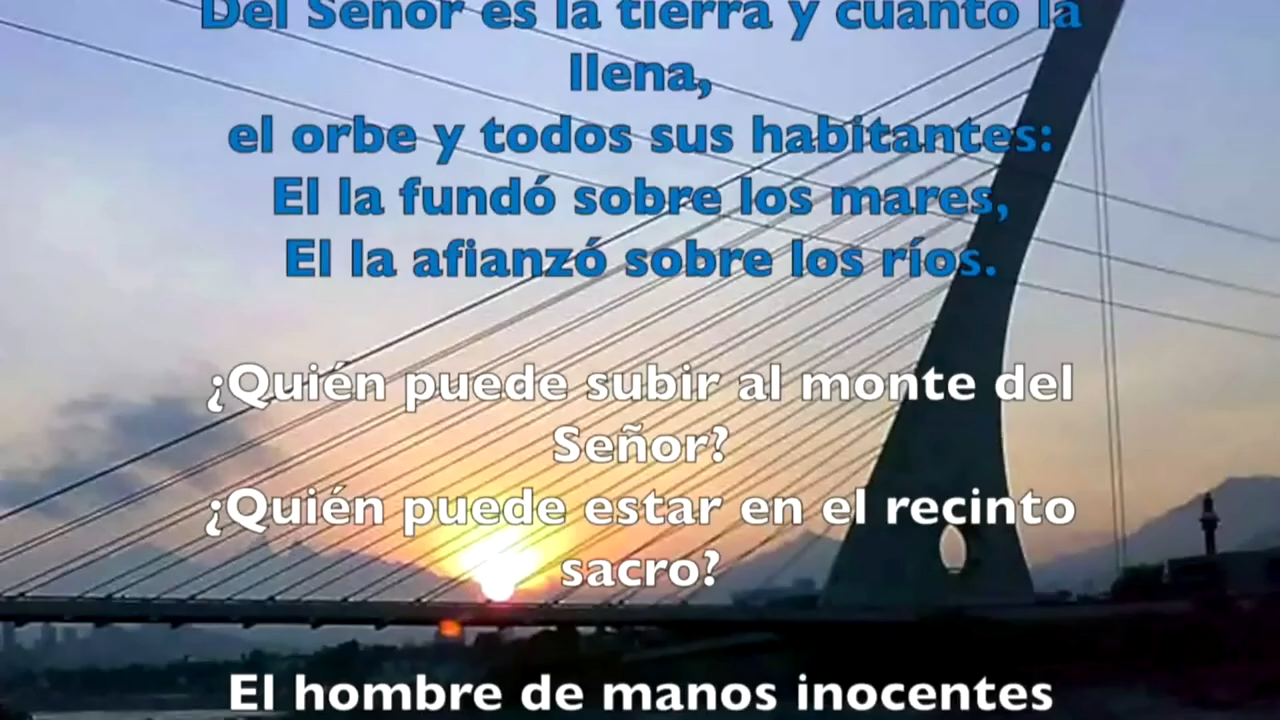 Del Señor es la tierra y cuanto la
llena,
el orbe y todos sus habitantes:
El la fundó sobre los mares,
El la afianzó sobre los ríos.
¿Quién puede subir al monte del
Señor?
¿Quién puede estar en el recinto
sacro?
El hombre de manos inocentes